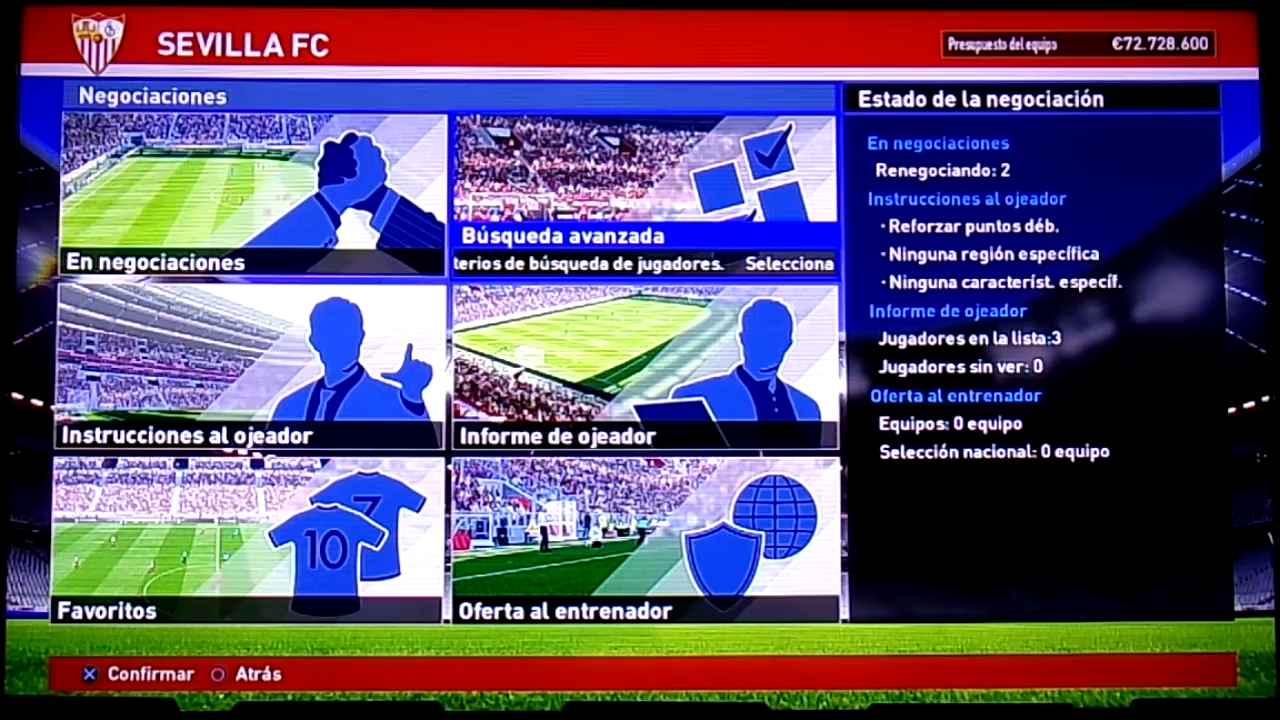 SEVILLA FC
Presupuesto del equipo €72.728.600
Negociaciones
En negociaciones
Búsqueda avanzada
terios de búsqueda de jugadores. Selecciona
Instrucciones al ojeador
Informe de ojeador
7
10
Favoritos
Oferta al entrenador
Estado de la negociación
En negociaciones
Renegociando: 2
Instrucciones al ojeador
·Reforzar puntos déb.
·Ninguna región específica
·Ninguna característ. específ.
Informe de ojeador
Jugadores en la lista:3
Jugadores sin ver: 0
Oferta al entrenador
Equipos: 0 equipo
Selección nacional: 0 equipo
Confirmar Atrás